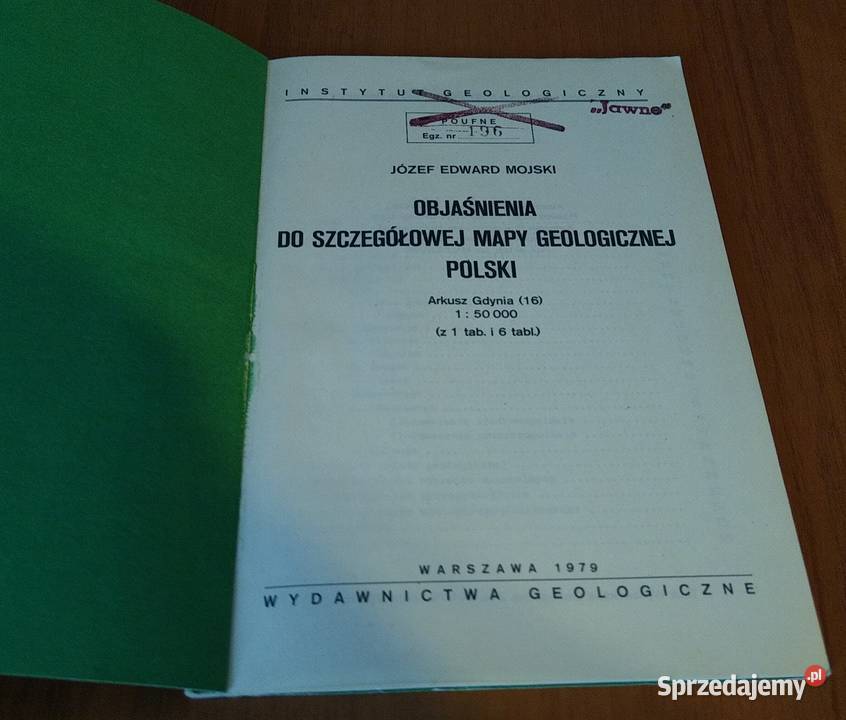 INSTYTUT GEOLOGICZNY
„Jawne"
POUFNE
Egz. nr 196
JÓZEF EDWARD MOJSKI
OBJAŚNIENIA
DO SZCZEGÓŁOWEJ MAPY GEOLOGICZNEJ
POLSKI
Arkusz Gdynia (16)
1 : 50 000
(z 1 tab. i 6 tabl.)
WARSZAWA 1979
WYDAWNICTWA GEOLOGICZNE
Sprzedajemy.pl